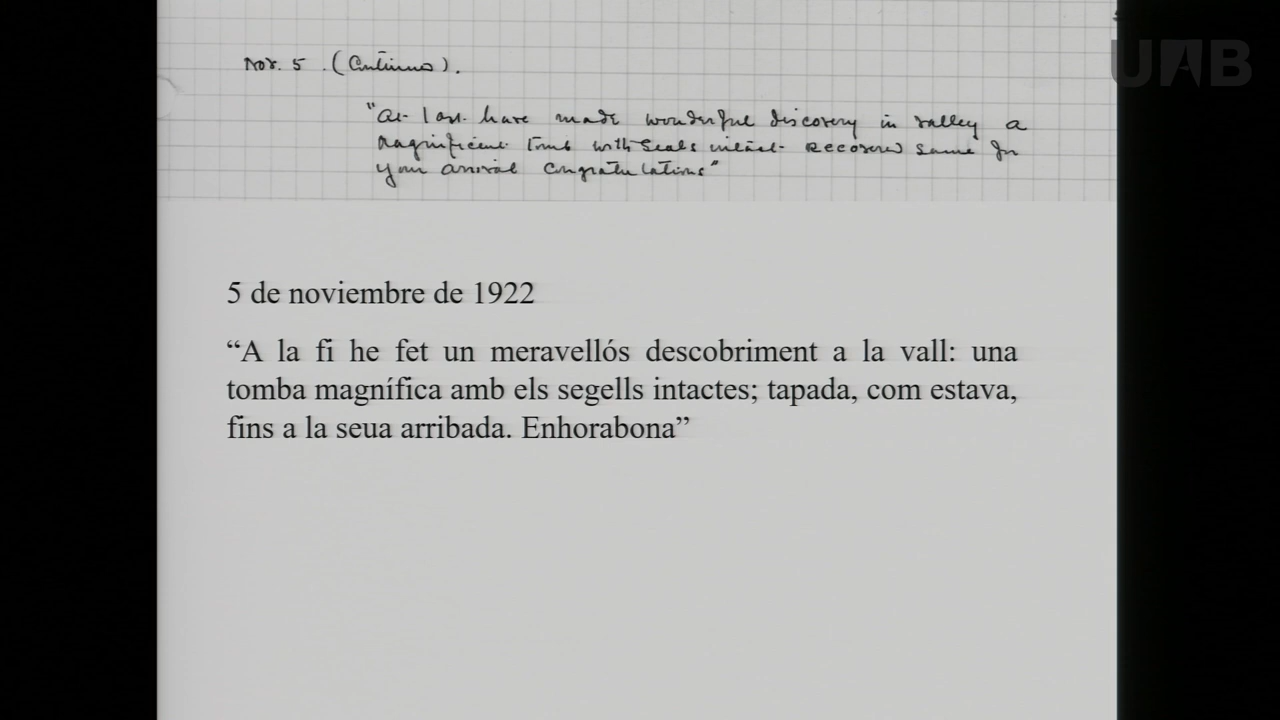 UAB
Nov. 5 (Continued).
"At last have made wonderful discovery in valley a
magnificent tomb with seals intact recovered same for
your arrival congratulations"
5 de noviembre de 1922
“A la fi he fet un meravellós descobriment a la vall: una
tomba magnífica amb els segells intactes; tapada, com estava,
fins a la seua arribada. Enhorabona”